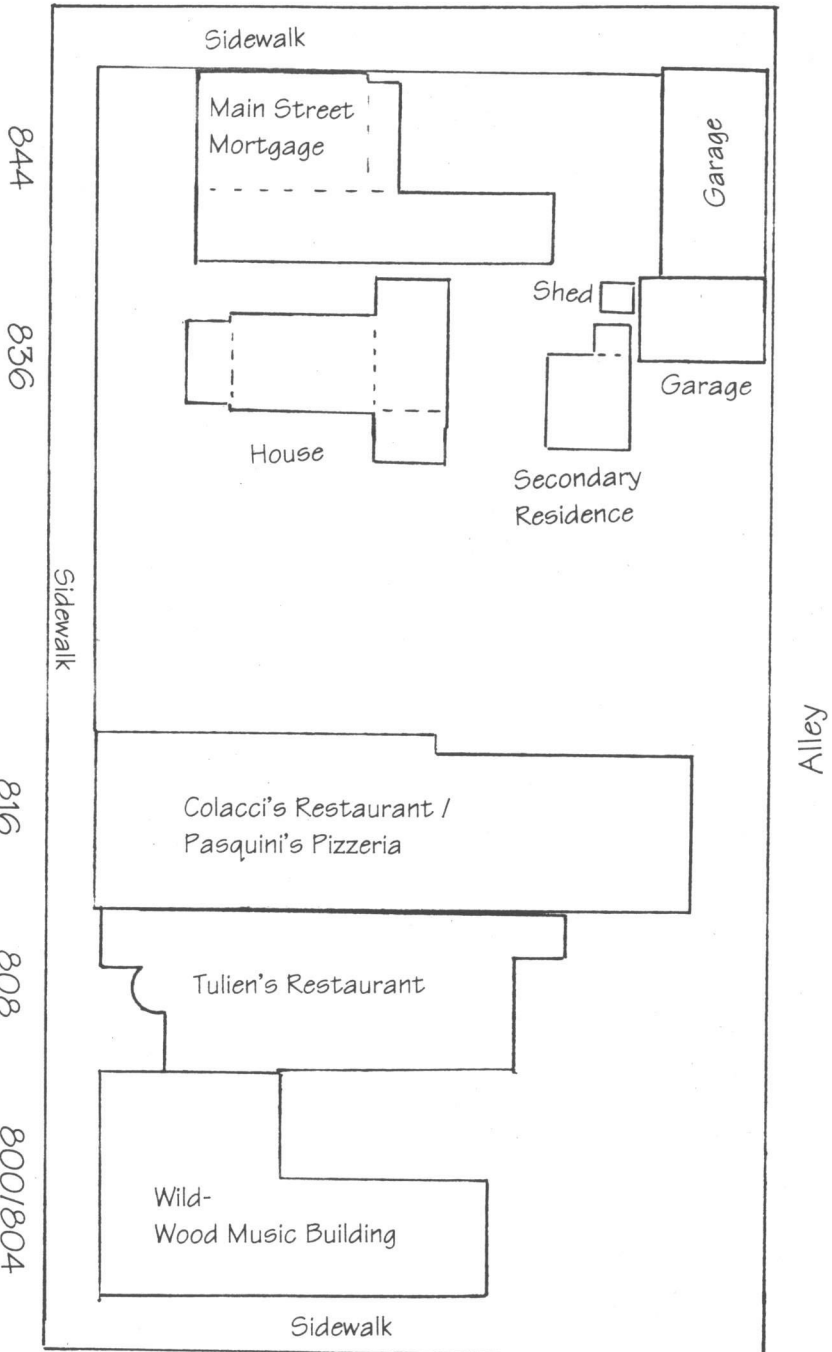 Sidewalk
Main Street
Mortgage
Garage
844
Shed
836
Garage
House
Secondary
Residence
Sidewalk
Alley
816
Colacci's Restaurant /
Pasquini's Pizzeria
808
Tulien's Restaurant
800/804
Wild-
Wood Music Building
Sidewalk